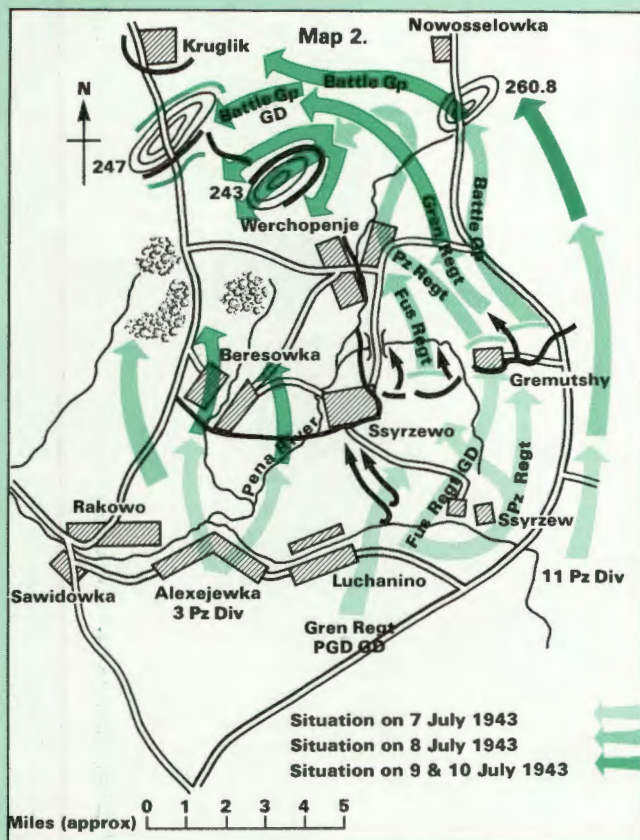 Map 2.
Nowosselowka
Kruglik
N
Battle Gp
260.8
Battle Gp
GD
247
243
Battle Gp
Gren Regt
Werchopenje
Pz Regt
Fus Regt
Beresowka
Gremutshy
Ssyrzewo
Pena River
Fus Regt GD
Pz Regt
Rakowo
Ssyrzew
Sawidowka
Alexejewka
3 Pz Div
Luchanino
11 Pz Div
Gren Regt
PGD GD
Situation on 7 July 1943
Situation on 8 July 1943
Situation on 9 & 10 July 1943
Miles (approx) 0 1 2 3 4 5